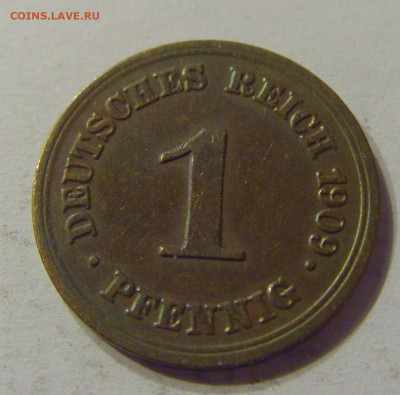 COINS.LAVE.RU
DEUTSCHES REICH 1909.
1
· PFENNIG